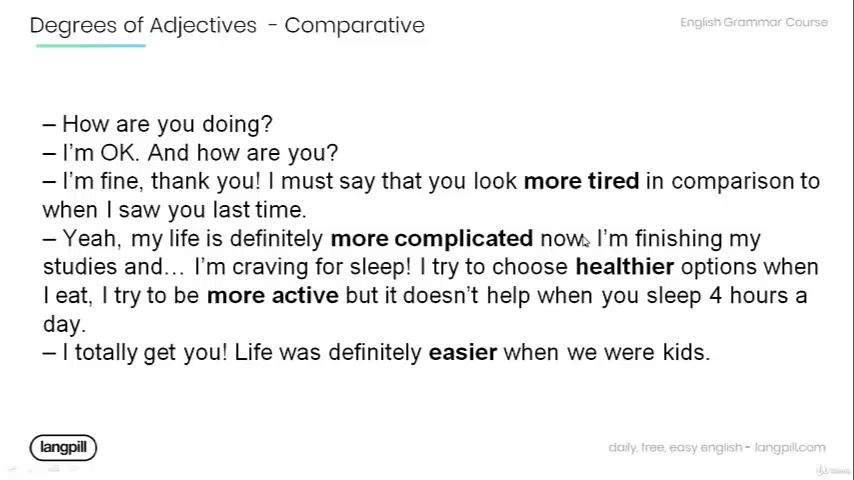 Degrees of Adjectives - Comparative
English Grammar Course
– How are you doing?
– I'm OK. And how are you?
– I'm fine, thank you! I must say that you look more tired in comparison to
when I saw you last time.
– Yeah, my life is definitely more complicated now. I'm finishing my
studies and... I'm craving for sleep! I try to choose healthier options when
I eat, I try to be more active but it doesn't help when you sleep 4 hours a
day.
– I totally get you! Life was definitely easier when we were kids.
langpill
daily, free, easy english - langpill.com